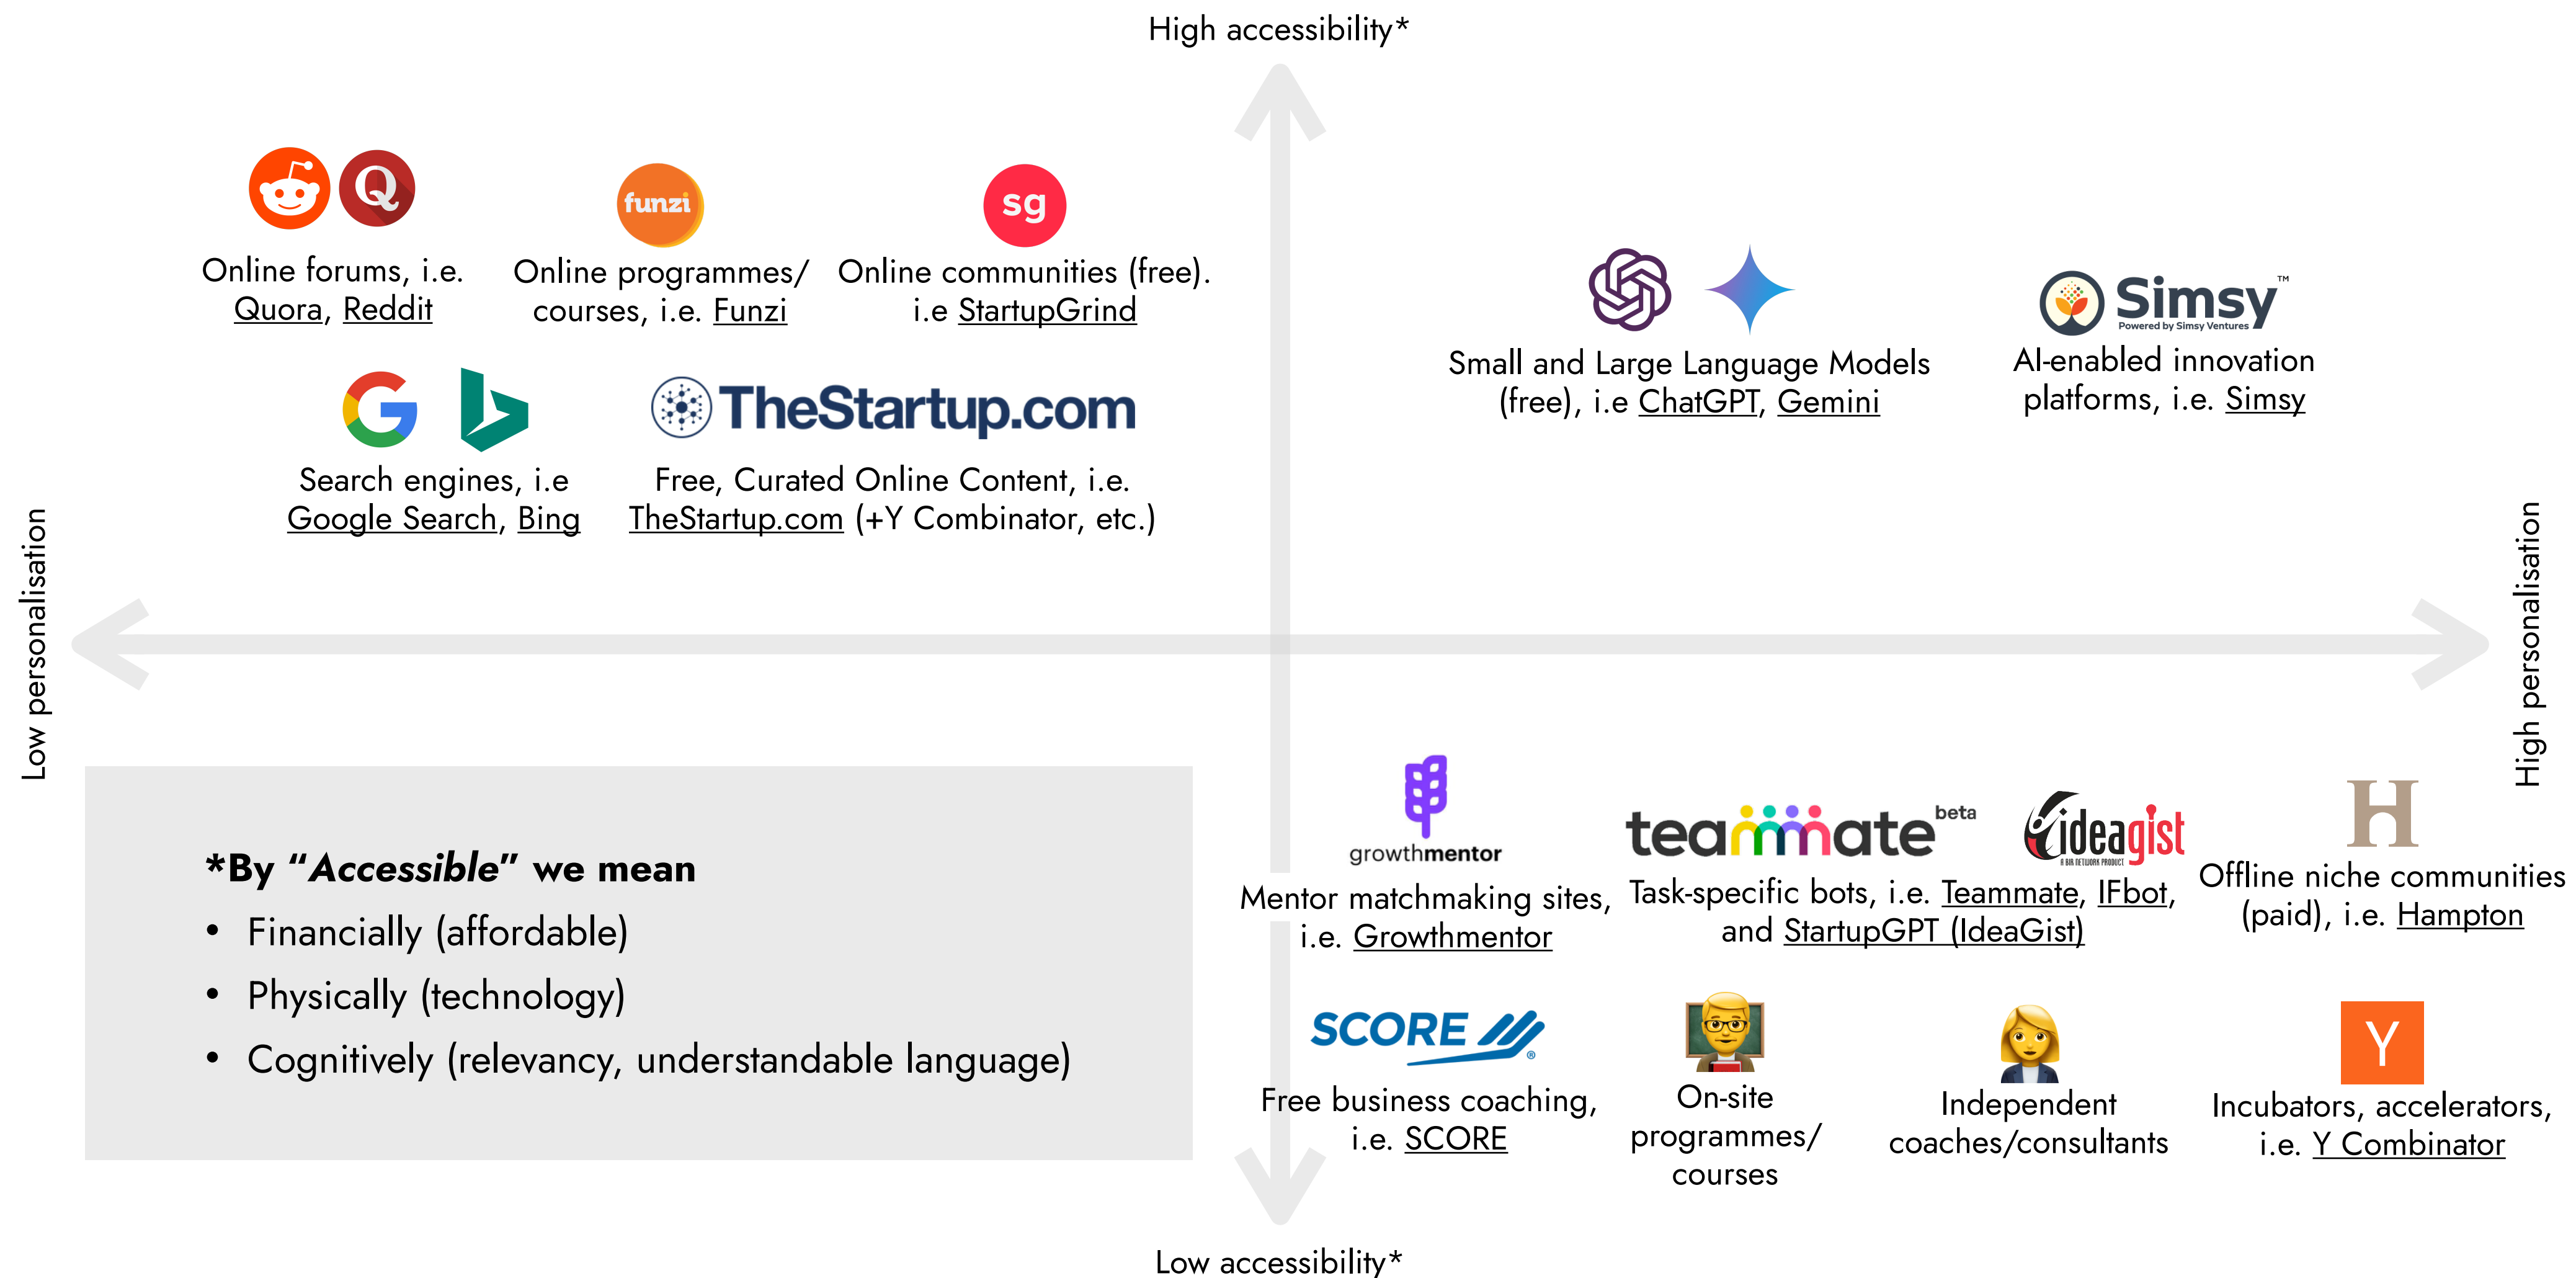 High accessibility*
Q
funzi
sg
Online forums, i.e.
Quora, Reddit
Online programmes/
courses, i.e. Funzi
Online communities (free).
i.e StartupGrind
Simsy™
Powered by Simsy Ventures
Small and Large Language Models
(free), i.e ChatGPT, Gemini
AI-enabled innovation
platforms, i.e. Simsy
G
TheStartup.com
Search engines, i.e
Google Search, Bing
Free, Curated Online Content, i.e.
TheStartup.com (+Y Combinator, etc.)
Low personalisation
High personalisation
*By “Accessible” we mean
• Financially (affordable)
• Physically (technology)
• Cognitively (relevancy, understandable language)
growthmentor
Mentor matchmaking sites,
i.e. Growthmentor
teammate beta
ideagist
A BIR NETWORK PRODUCT
Task-specific bots, i.e. Teammate, IFbot,
and StartupGPT (IdeaGist)
H
Offline niche communities
(paid), i.e. Hampton
SCORE®
Free business coaching,
i.e. SCORE
On-site
programmes/
courses
Independent
coaches/consultants
Y
Incubators, accelerators,
i.e. Y Combinator
Low accessibility*